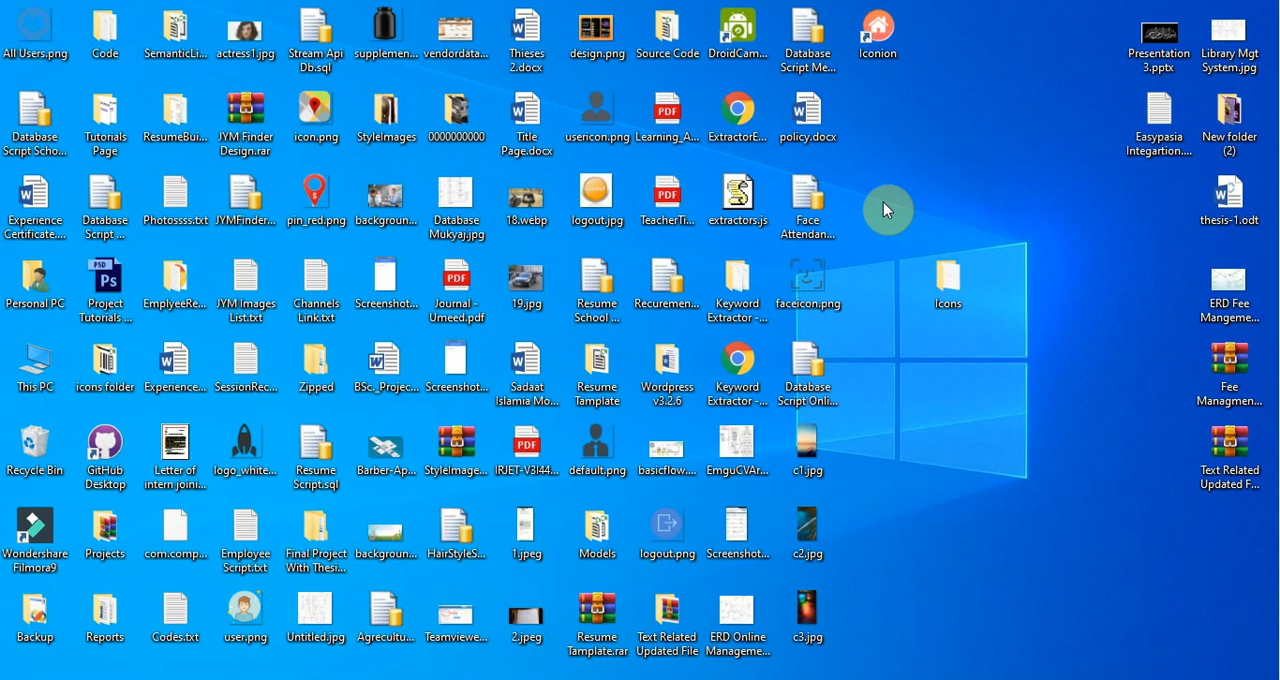 All Users.png
Code
SemanticLi...
actress1.jpg
Stream Api
Db.sql
supplemen...
vendordata...
Thieses
2.docx
design.png
Source Code
DroidCam...
Database
Script Me...
Iconion
Presentation
3.pptx
Library Mgt
System.jpg
Database
Script Scho...
Tutorials
Page
ResumeBui...
JYM Finder
Design.rar
icon.png
StyleImages
0000000000
Title
Page.docx
usericon.png
PDF
Learning_A...
ExtractorE...
policy.docx
Easypasia
Integartion....
New folder
(2)
Experience
Certificate....
Database
Script ...
Photossss.txt
JYMFinder...
pin_red.png
backgroun...
Database
Mukyaj.jpg
18.webp
logout.jpg
PDF
TeacherTi...
extractors.js
Face
Attendan...
thesis-1.odt
Personal PC
PSD
Ps
Project
Tutorials ...
EmplyeeRe...
JYM Images
List.txt
Channels
Link.txt
Screenshot...
PDF
Journal -
Umeed.pdf
19.jpg
Resume
School ...
Recuremen...
Keyword
Extractor -...
faceicon.png
Icons
ERD Fee
Mangeme...
This PC
icons folder
Experience...
SessionRec...
Zipped
BSc._Projec...
Screenshot...
Sadaat
Islamia Mo...
Resume
Tamplate
Wordpress
v3.2.6
Keyword
Extractor -...
Database
Script Onli...
Fee
Managmen...
Recycle Bin
GitHub
Desktop
Letter of
intern joini...
logo_white...
Resume
Script.sql
Barber-Ap...
StyleImage...
PDF
IRJET-V3I44...
default.png
basicflow....
EmguCVAr...
c1.jpg
Text Related
Updated F...
Wondershare
Filmora9
Projects
com.comp...
Employee
Script.txt
Final Project
With Thesi...
backgroun...
HairStyleS...
1.jpeg
Models
logout.png
Screenshot...
c2.jpg
Backup
Reports
Codes.txt
user.png
Untitled.jpg
Agrecultu...
Teamviewe...
2.jpeg
Resume
Tamplate.rar
Text Related
Updated File
ERD Online
Manageme...
c3.jpg